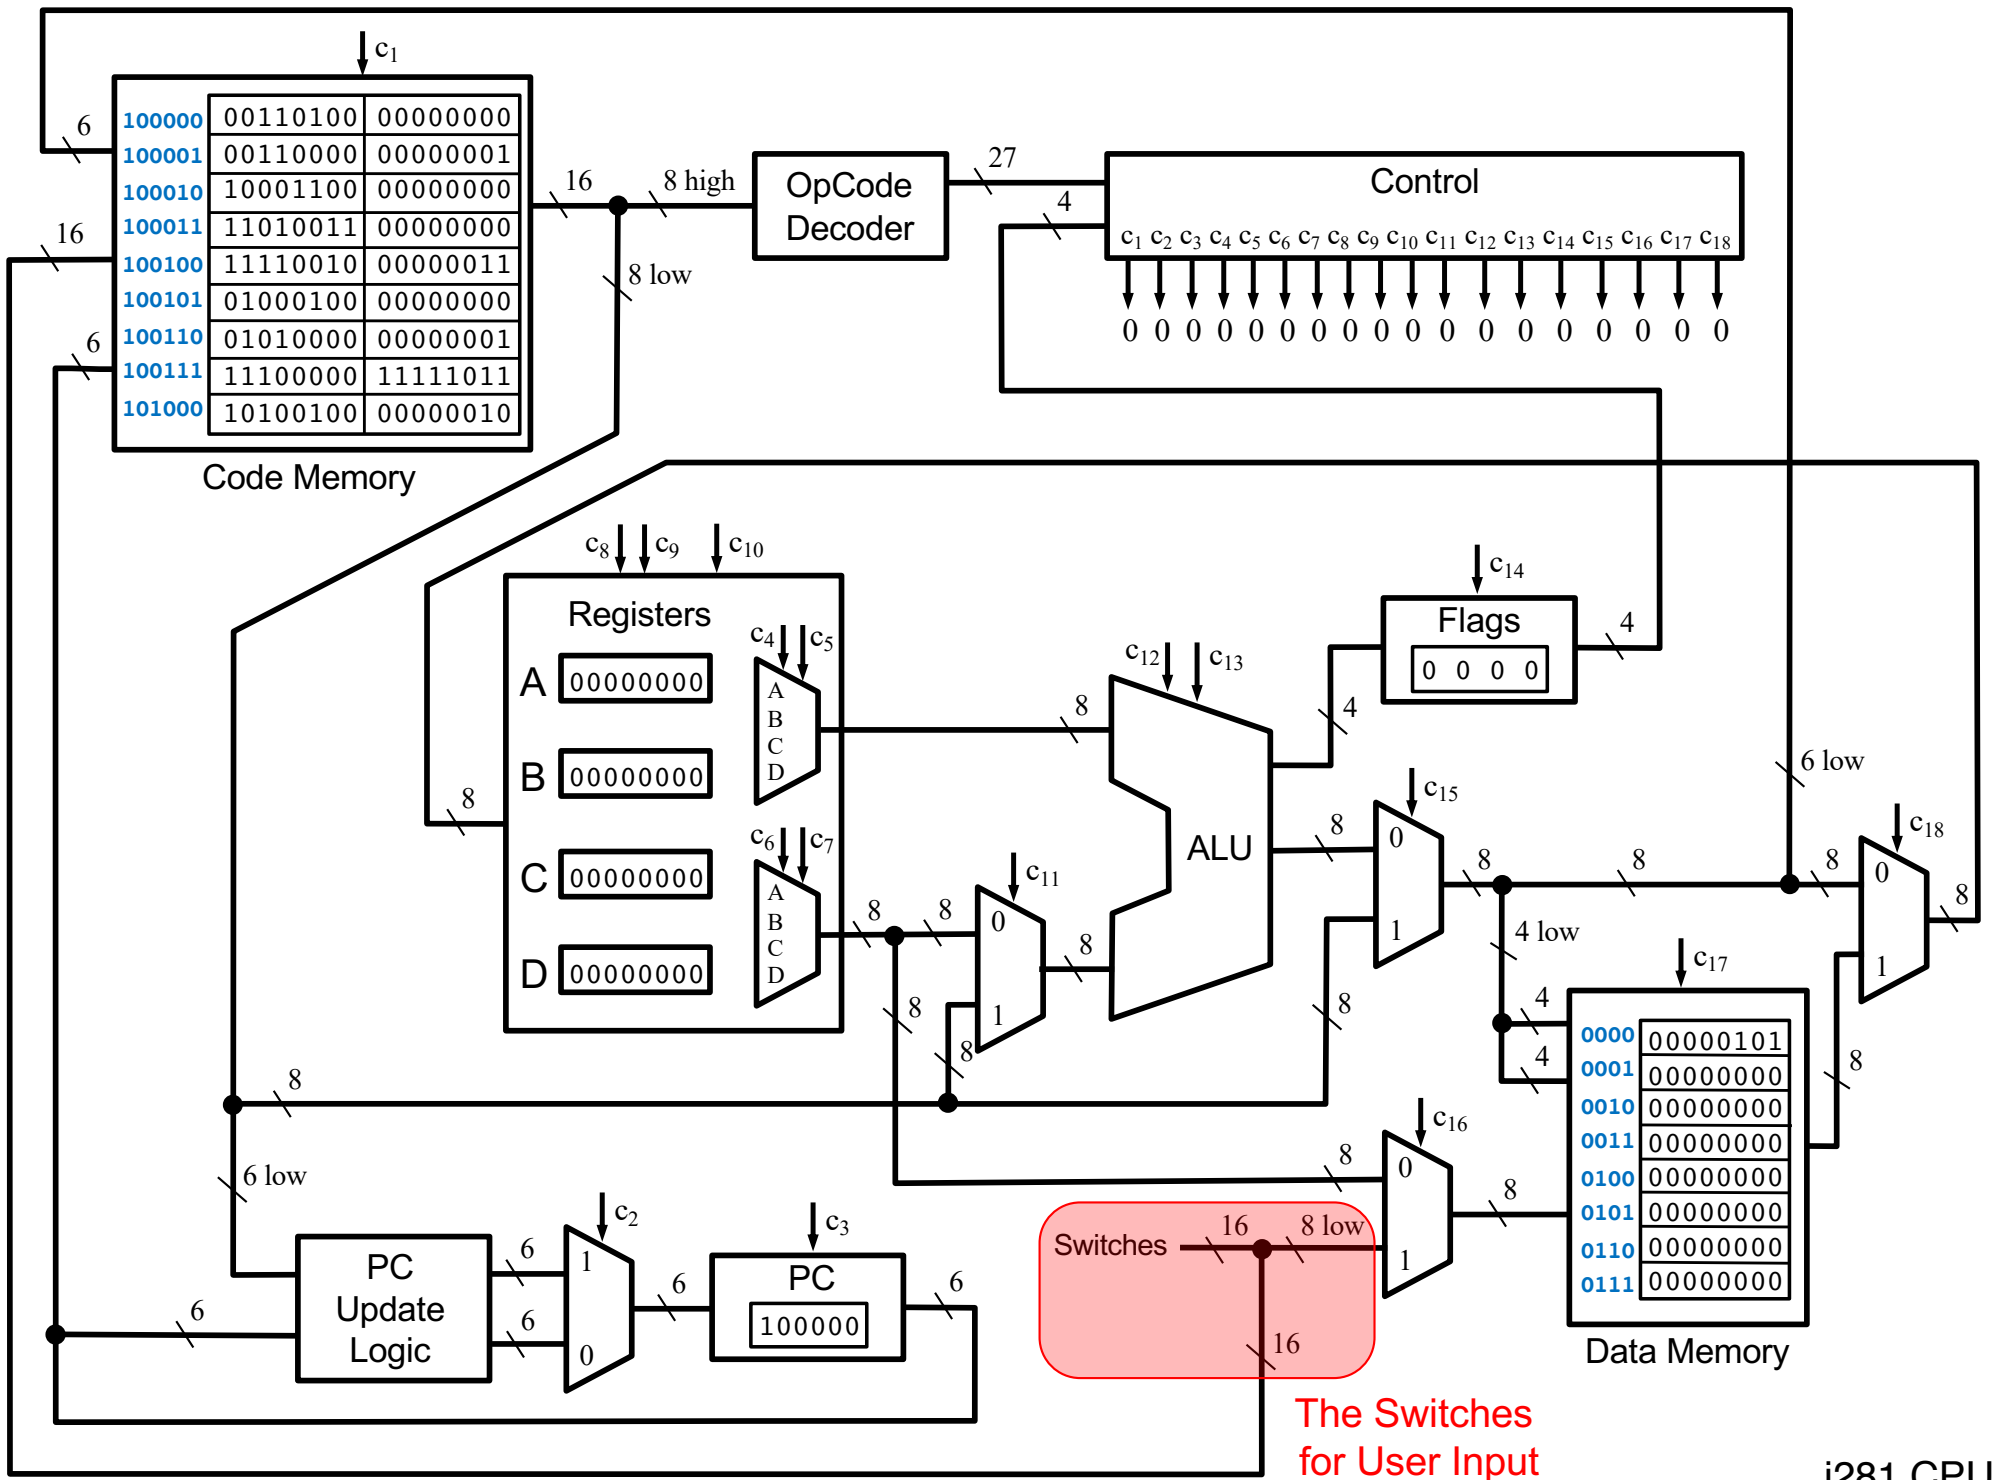 c1
6
16
6
100000 00110100 00000000
100001 00110000 00000001
100010 10001100 00000000
100011 11010011 00000000
100100 11110010 00000011
100101 01000100 00000000
100110 01010000 00000001
100111 11100000 11111011
101000 10100100 00000010
Code Memory
16
8 high
8 low
OpCode
Decoder
27
4
Control
c1 c2 c3 c4 c5 c6 c7 c8 c9 c10 c11 c12 c13 c14 c15 c16 c17 c18
0 0 0 0 0 0 0 0 0 0 0 0 0 0 0 0 0 0
c8 c9 c10
Registers
A 00000000
B 00000000
C 00000000
D 00000000
8
c4 c5
A
B
C
D
c6 c7
A
B
C
D
8
8
8
8
c11
0
1
8
8
c12 c13
ALU
4
8
c14
Flags
0 0 0 0
4
c15
0
1
8
8
8
6 low
8
4 low
4
4
c18
0
1
8
c17
0000 00000101
0001 00000000
0010 00000000
0011 00000000
0100 00000000
0101 00000000
0110 00000000
0111 00000000
Data Memory
8
8
c16
0
1
8
8
Switches
16
8 low
16
The Switches
for User Input
6 low
6
PC
Update
Logic
6
6
c2
1
0
6
c3
PC
100000
6
i281 CPU